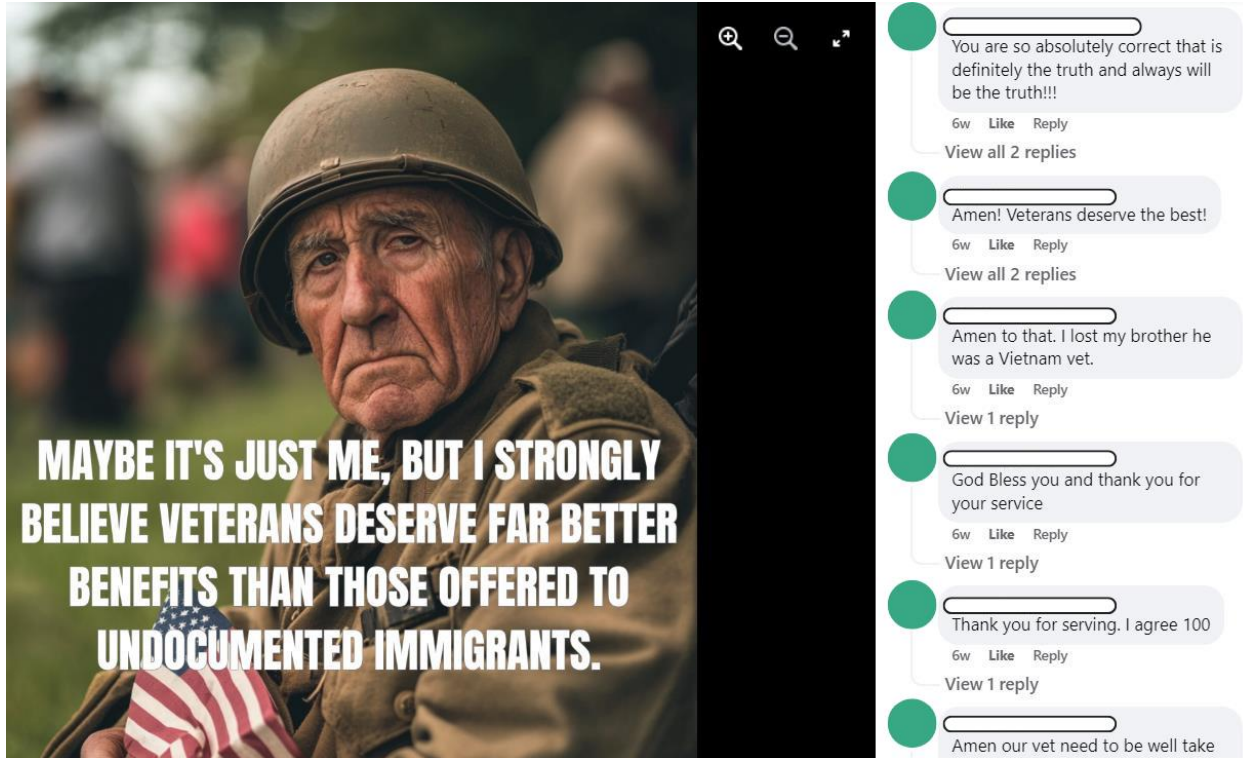 MAYBE IT'S JUST ME, BUT I STRONGLY
BELIEVE VETERANS DESERVE FAR BETTER
BENEFITS THAN THOSE OFFERED TO
UNDOCUMENTED IMMIGRANTS.
You are so absolutely correct that is
definitely the truth and always will
be the truth!!!
6w Like Reply
View all 2 replies
Amen! Veterans deserve the best!
6w Like Reply
View all 2 replies
Amen to that. I lost my brother he
was a Vietnam vet.
6w Like Reply
View 1 reply
God Bless you and thank you for
your service
6w Like Reply
View 1 reply
Thank you for serving. I agree 100
6w Like Reply
View 1 reply
Amen our vet need to be well take